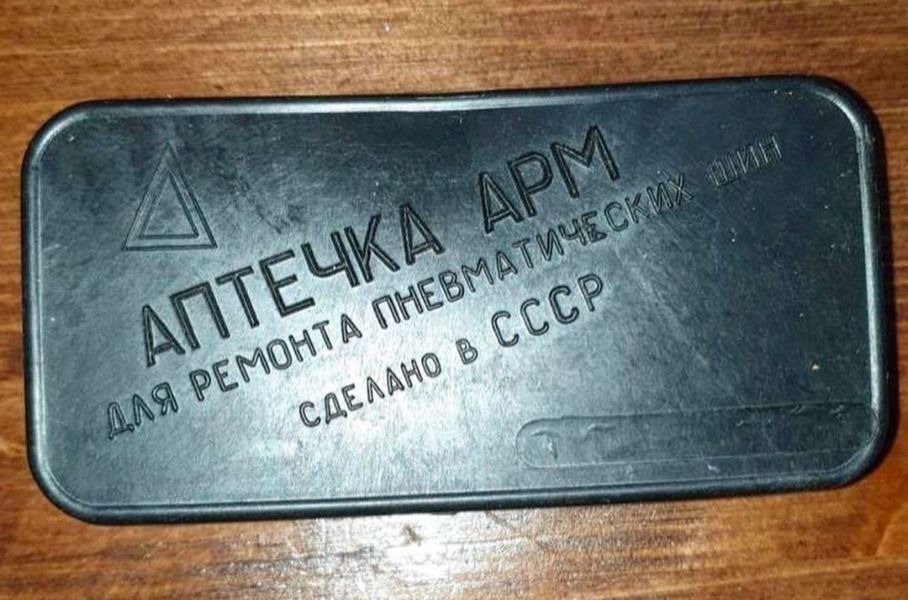 АПТЕЧКА АРМ
ДЛЯ РЕМОНТА ПНЕВМАТИЧЕСКИХ ШИН
СДЕЛАНО В СССР